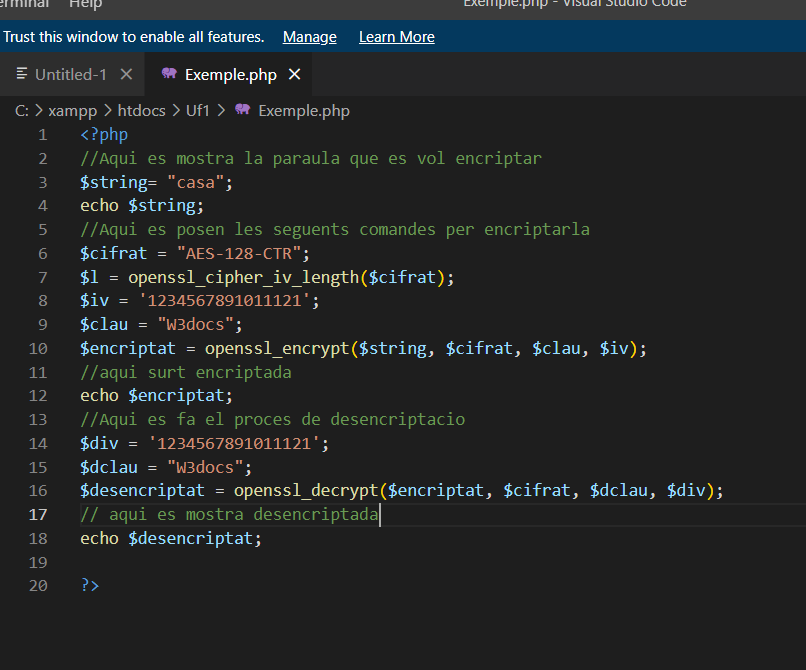 erminal Help Exemple.php - Visual Studio Code
Trust this window to enable all features. Manage Learn More
Untitled-1 Exemple.php
C: > xampp > htdocs > Uf1 > Exemple.php
1 <?php
2 //Aqui es mostra la paraula que es vol encriptar
3 $string= "casa";
4 echo $string;
5 //Aqui es posen les seguents comandes per encriptarla
6 $cifrat = "AES-128-CTR";
7 $l = openssl_cipher_iv_length($cifrat);
8 $iv = '1234567891011121';
9 $clau = "W3docs";
10 $encriptat = openssl_encrypt($string, $cifrat, $clau, $iv);
11 //aqui surt encriptada
12 echo $encriptat;
13 //Aqui es fa el proces de desencriptacio
14 $div = '1234567891011121';
15 $dclau = "W3docs";
16 $desencriptat = openssl_decrypt($encriptat, $cifrat, $dclau, $div);
17 // aqui es mostra desencriptada
18 echo $desencriptat;
19
20 ?>